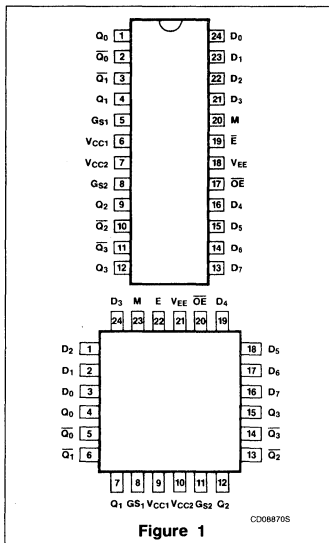 Q̅0̅ 1 24 D0
Q̅0̅ 2 23 D1
Q̅1̅ 3 22 D2
Q1 4 21 D3
GS1 5 20 M
VCC1 6 19 E̅
VCC2 7 18 VEE
GS2 8 17 O̅E̅
Q2 9 16 D4
Q̅2̅ 10 15 D5
Q̅3̅ 11 14 D6
Q3 12 13 D7
D3 M E VEE O̅E̅ D4
24 23 22 21 20 19
D2 1 18 D5
D1 2 17 D6
D0 3 16 D7
Q0 4 15 Q3
Q̅0̅ 5 14 Q̅3̅
Q̅1̅ 6 13 Q̅2̅
7 8 9 10 11 12
Q1 GS1 VCC1 VCC2 GS2 Q2
CD08870S
Figure 1